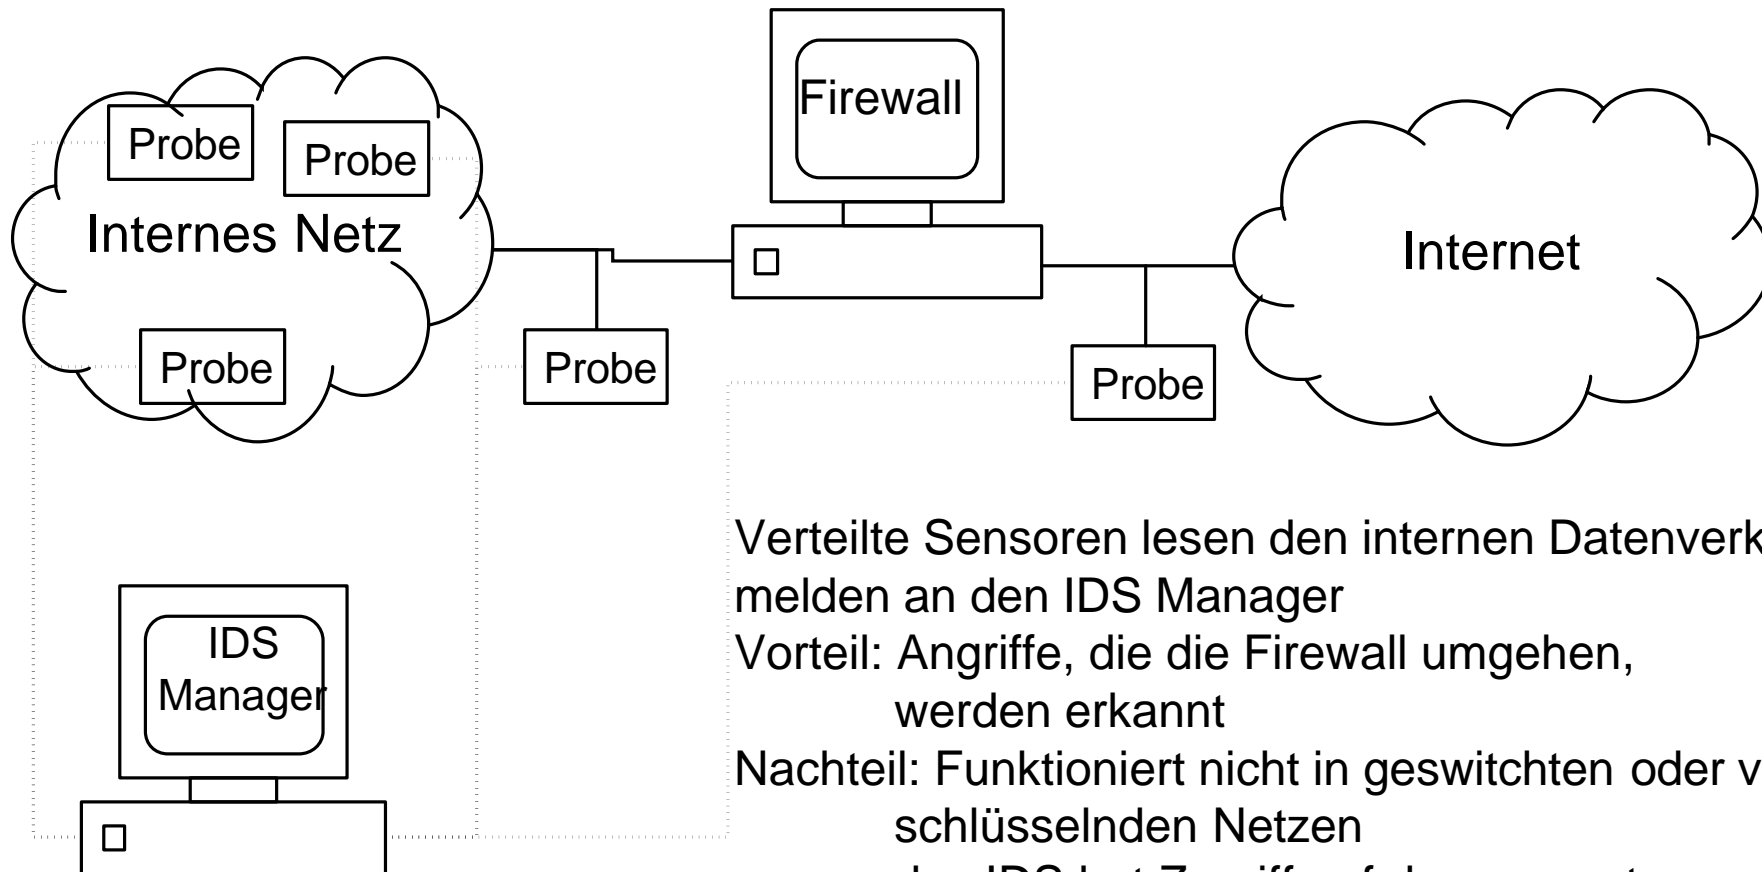 Firewall
Probe
Probe
Internes Netz
Internet
Probe
Probe
Probe
Verteilte Sensoren lesen den internen Datenverk
melden an den IDS Manager
Vorteil: Angriffe, die die Firewall umgehen,
werden erkannt
Nachteil: Funktioniert nicht in geswitchten oder v
schlüsselnden Netzen
IDS
Manager